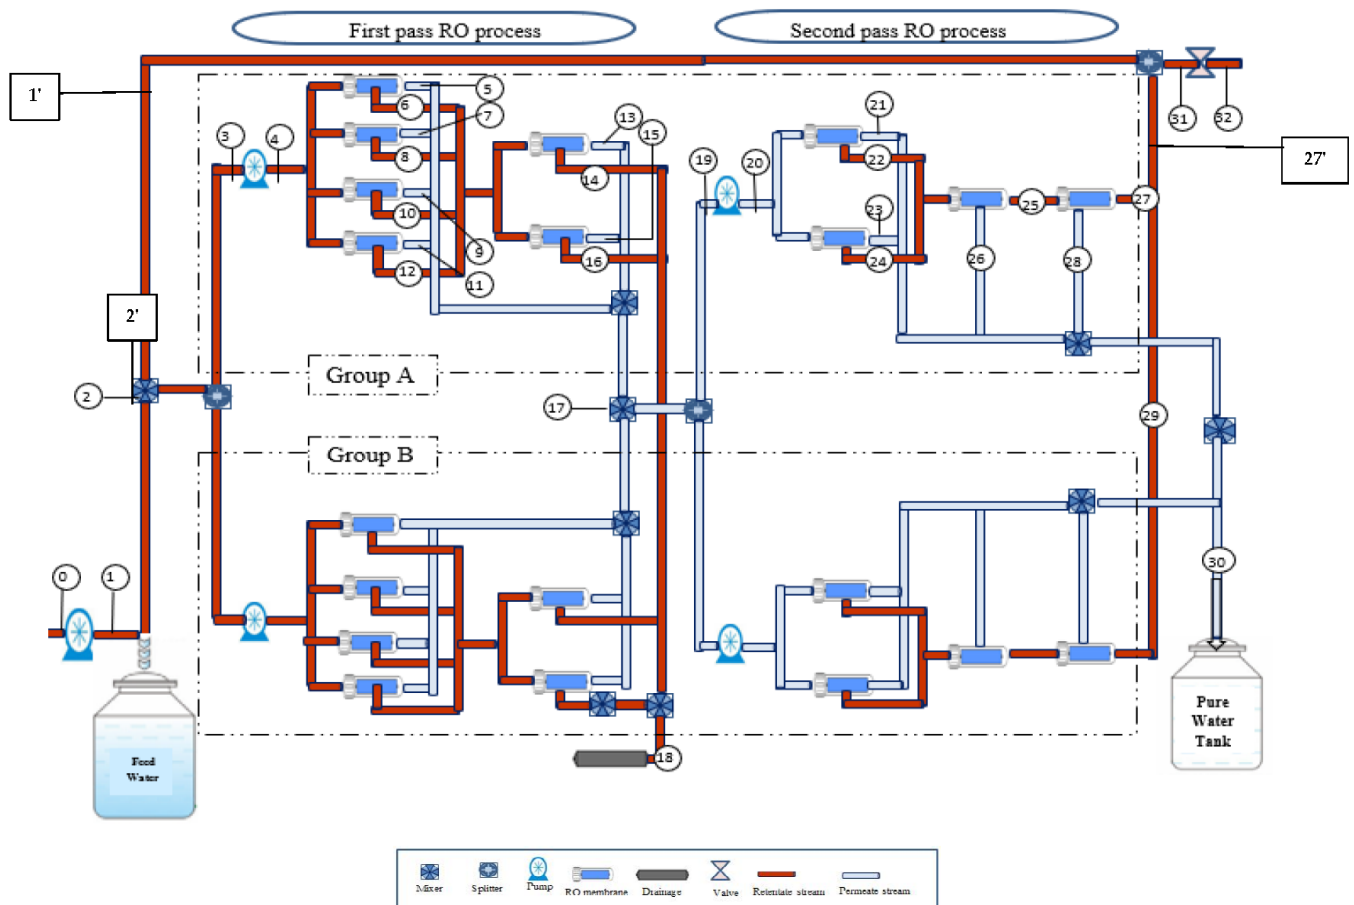 First pass RO process
Second pass RO process
1'
27'
2'
3
4
5
6
7
8
9
10
11
12
13
14
15
16
19
20
21
22
23
24
25
26
27
28
31
32
Group A
2
17
29
Group B
0
1
30
18
Feed
Water
Pure
Water
Tank
Mixer
Splitter
Pump
RO membrane
Drainage
Valve
Retentate stream
Permeate stream